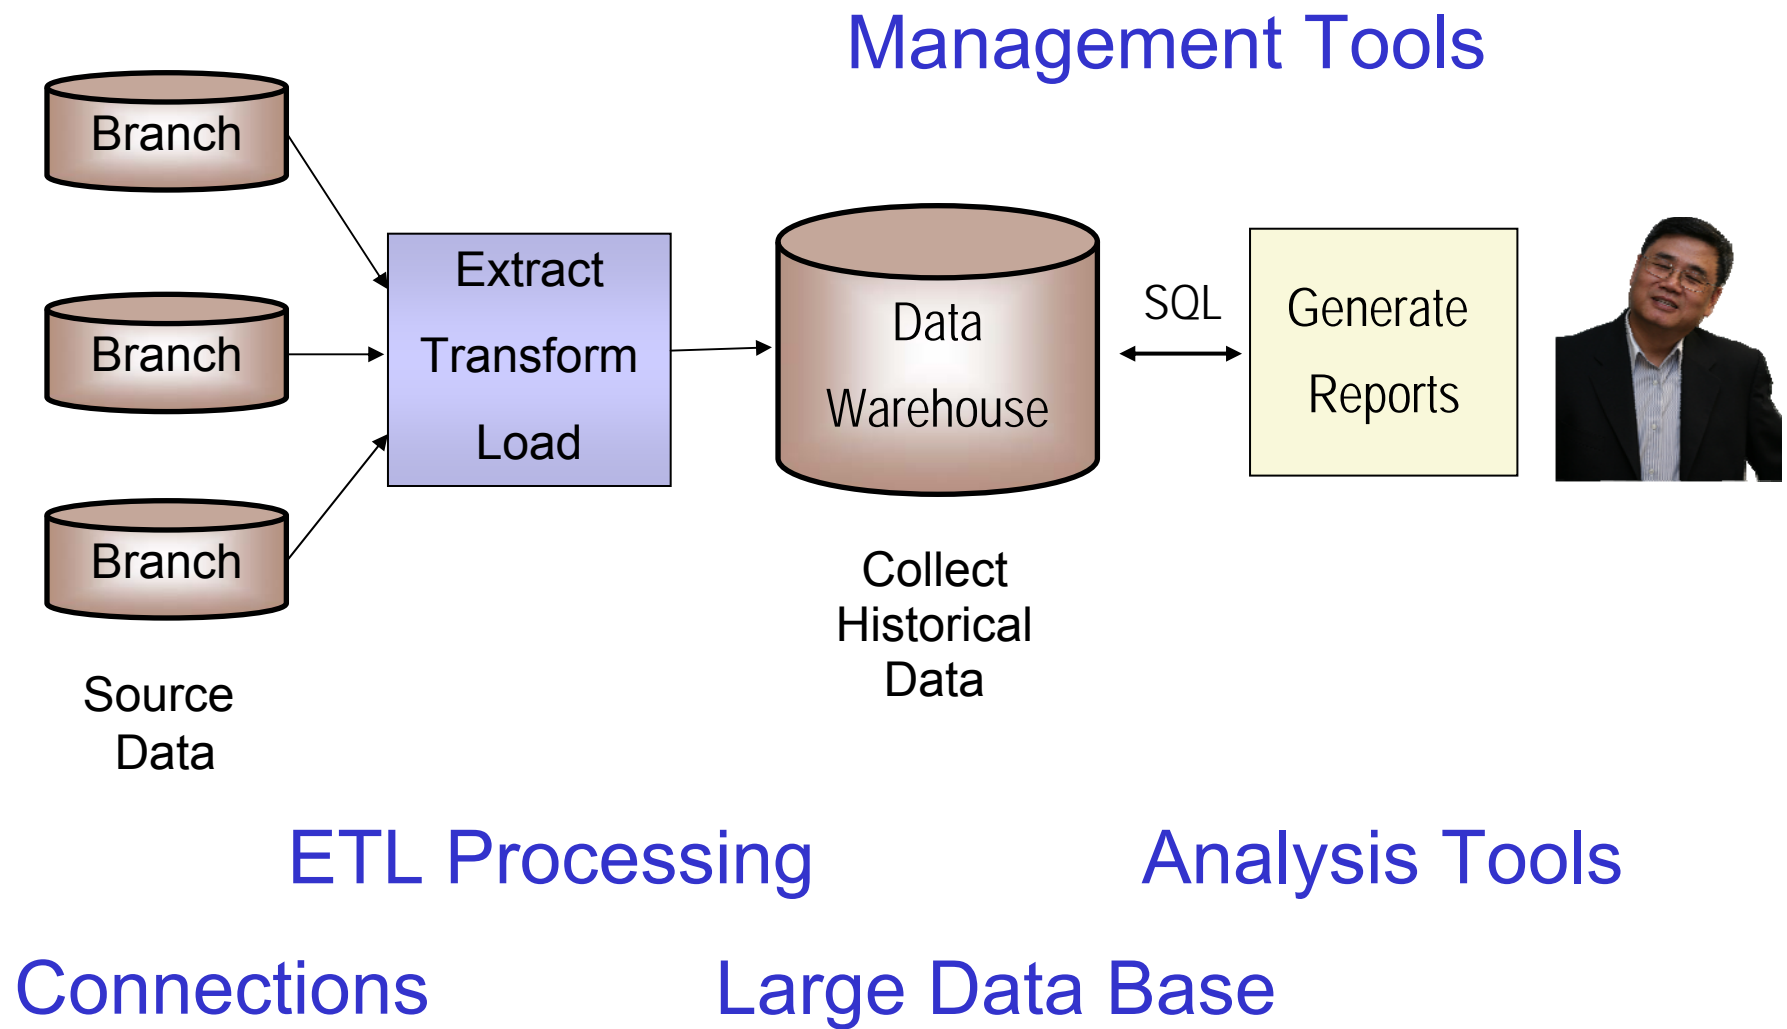 Management Tools
Branch
Branch
Branch
Source
Data
Extract
Transform
Load
Data
Warehouse
Collect
Historical
Data
SQL
Generate
Reports
ETL Processing
Analysis Tools
Connections
Large Data Base